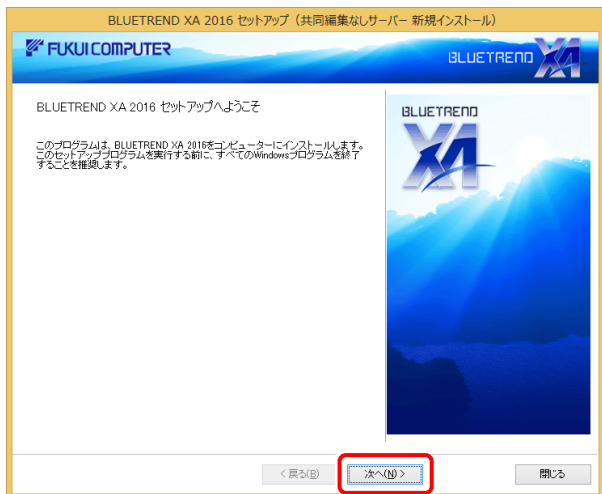 BLUETREND XA 2016 セットアップ（共同編集なしサーバー 新規インストール）
FUKUI COMPUTER
BLUETREND XA
BLUETREND XA 2016 セットアップへようこそ
このプログラムは、BLUETREND XA 2016をコンピューターにインストールします。
このセットアッププログラムを実行する前に、すべてのWindowsプログラムを終了
することを推奨します。
BLUETREND
XA
< 戻る(B)
次へ(N) >
閉じる